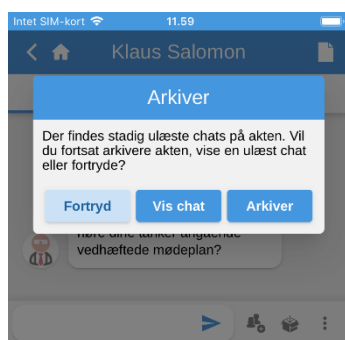 Intet SIM-kort 11.59
Klaus Salomon
Arkiver
Der findes stadig ulæste chats på akten. Vil
du fortsat arkivere akten, vise en ulæst chat
eller fortryde?
Fortryd Vis chat Arkiver
høre dine tanker angående
vedhæftede mødeplan?